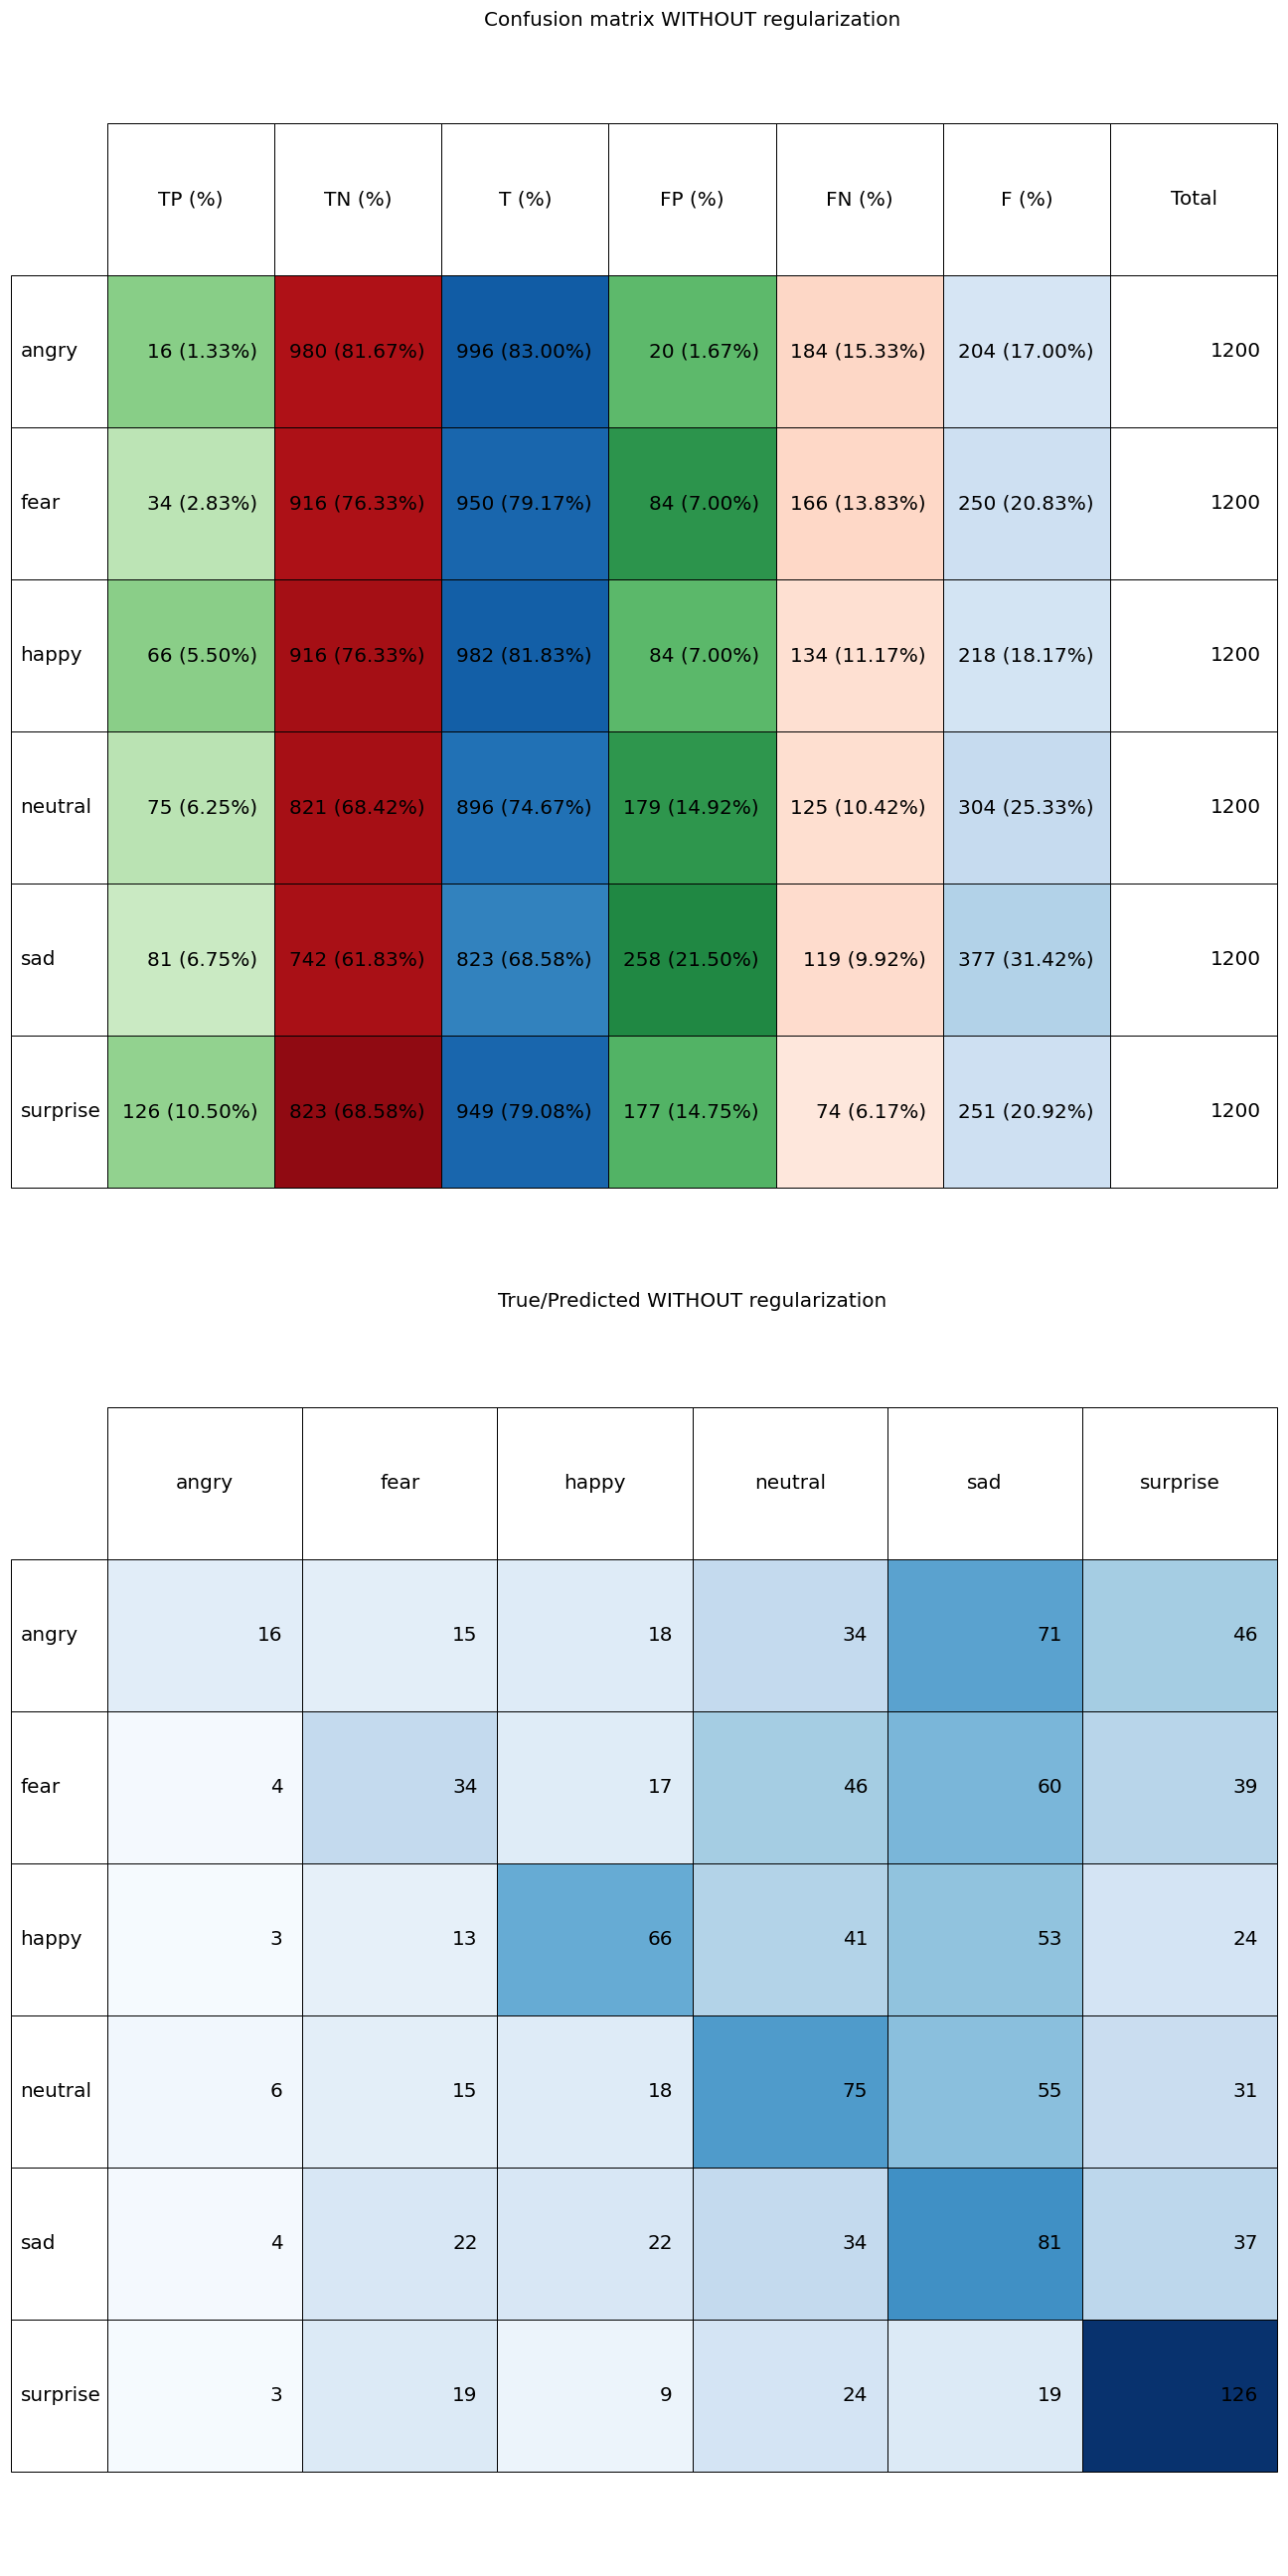 Confusion matrix WITHOUT regularization
TP (%) TN (%) T (%) FP (%) FN (%) F (%) Total
angry 16 (1.33%) 980 (81.67%) 996 (83.00%) 20 (1.67%) 184 (15.33%) 204 (17.00%) 1200
fear 34 (2.83%) 916 (76.33%) 950 (79.17%) 84 (7.00%) 166 (13.83%) 250 (20.83%) 1200
happy 66 (5.50%) 916 (76.33%) 982 (81.83%) 84 (7.00%) 134 (11.17%) 218 (18.17%) 1200
neutral 75 (6.25%) 821 (68.42%) 896 (74.67%) 179 (14.92%) 125 (10.42%) 304 (25.33%) 1200
sad 81 (6.75%) 742 (61.83%) 823 (68.58%) 258 (21.50%) 119 (9.92%) 377 (31.42%) 1200
surprise 126 (10.50%) 823 (68.58%) 949 (79.08%) 177 (14.75%) 74 (6.17%) 251 (20.92%) 1200
True/Predicted WITHOUT regularization
angry fear happy neutral sad surprise
angry 16 15 18 34 71 46
fear 4 34 17 46 60 39
happy 3 13 66 41 53 24
neutral 6 15 18 75 55 31
sad 4 22 22 34 81 37
surprise 3 19 9 24 19 126